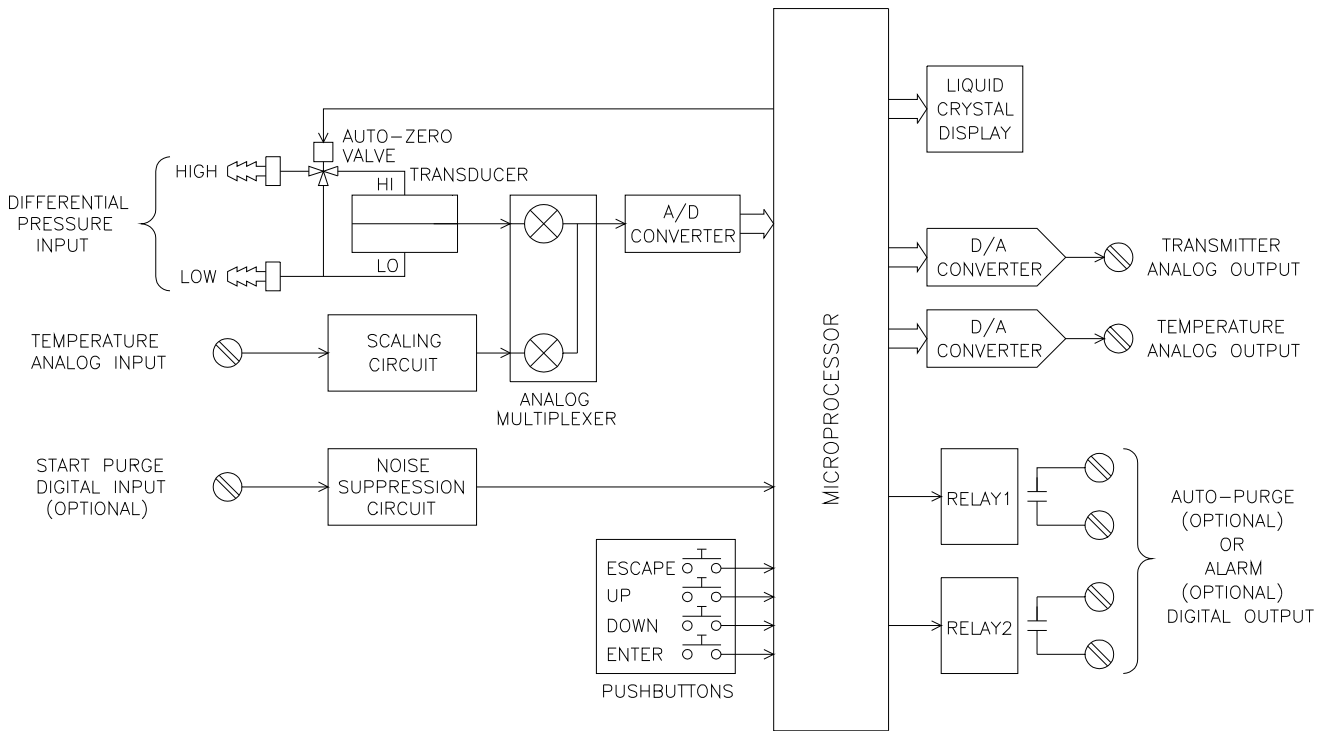 DIFFERENTIAL
PRESSURE
INPUT
HIGH
LOW
AUTO-ZERO
VALVE
TRANSDUCER
HI
LO
A/D
CONVERTER
TEMPERATURE
ANALOG INPUT
SCALING
CIRCUIT
ANALOG
MULTIPLEXER
START PURGE
DIGITAL INPUT
(OPTIONAL)
NOISE
SUPPRESSION
CIRCUIT
ESCAPE
UP
DOWN
ENTER
PUSHBUTTONS
MICROPROCESSOR
LIQUID
CRYSTAL
DISPLAY
D/A
CONVERTER
TRANSMITTER
ANALOG OUTPUT
D/A
CONVERTER
TEMPERATURE
ANALOG OUTPUT
RELAY1
RELAY2
AUTO-PURGE
(OPTIONAL)
OR
ALARM
(OPTIONAL)
DIGITAL OUTPUT